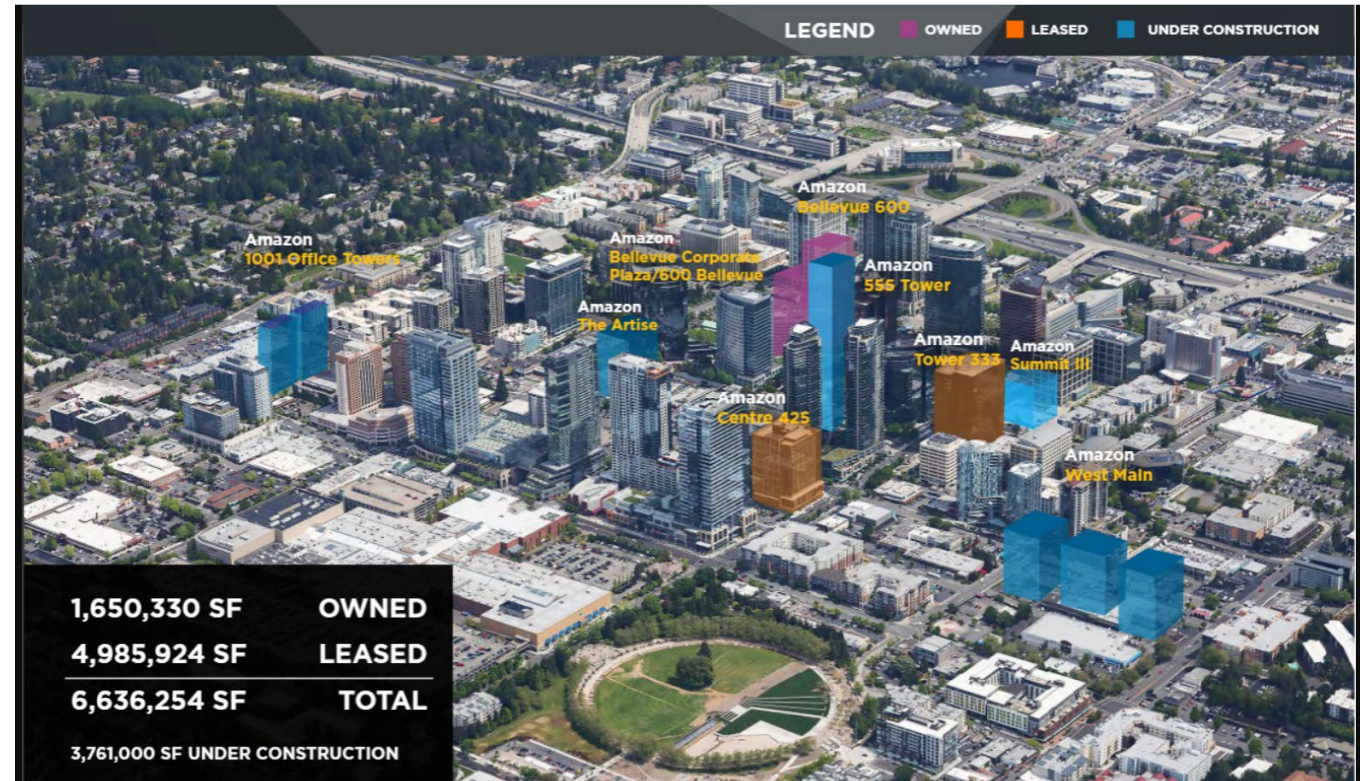 LEGEND OWNED LEASED UNDER CONSTRUCTION
Amazon
Bellevue 600
Amazon
1001 Office Towers
Amazon
Bellevue Corporate
Plaza/600 Bellevue
Amazon
555 Tower
Amazon
The Artise
Amazon
Tower 333
Amazon
Summit III
Amazon
Centre 425
Amazon
West Main
1,650,330 SF OWNED
4,985,924 SF LEASED
6,636,254 SF TOTAL
3,761,000 SF UNDER CONSTRUCTION